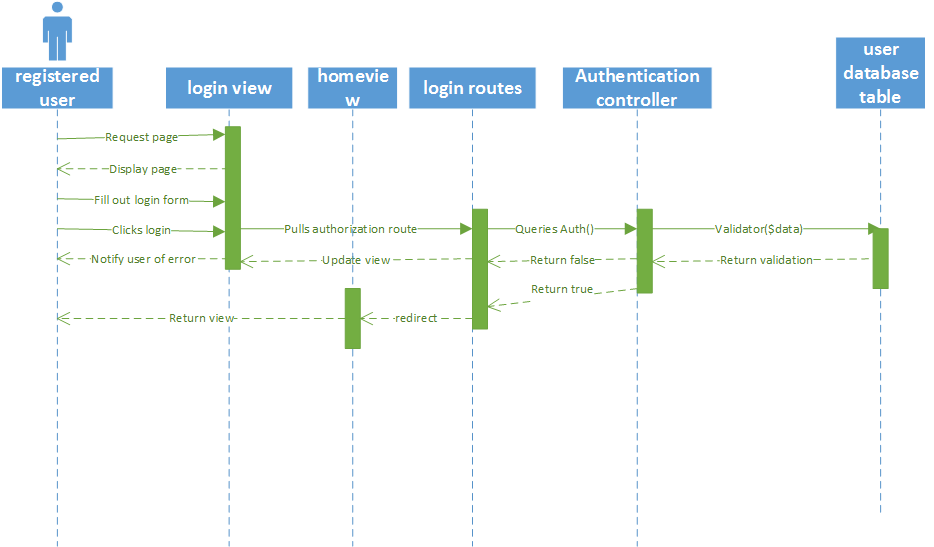 registered
user
login view
homevie
w
login routes
Authentication
controller
user
database
table
Request page
Display page
Fill out login form
Clicks login
Pulls authorization route
Queries Auth()
Validator($data)
Notify user of error
Update view
Return false
Return validation
Return true
Return view
redirect